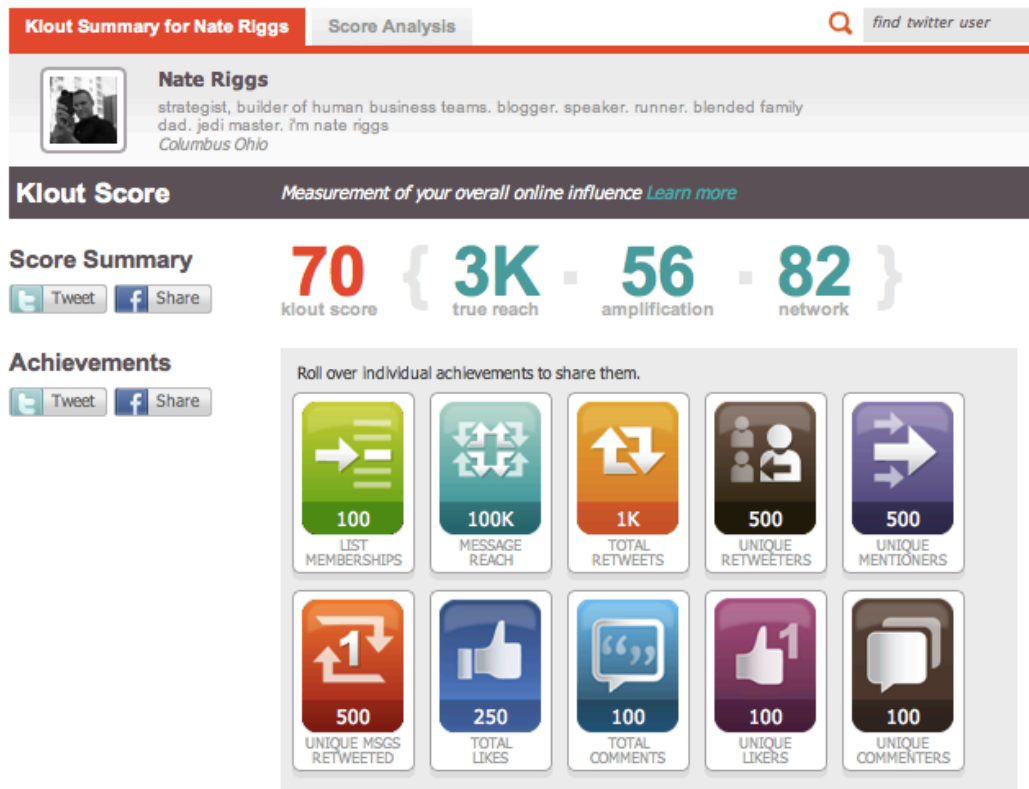 Klout Summary for Nate Riggs
Score Analysis
find twitter user
Nate Riggs
strategist, builder of human business teams. blogger. speaker. runner. blended family
dad. jedi master. i'm nate riggs
Columbus Ohio
Klout Score
Measurement of your overall online influence Learn more
Score Summary
Tweet
Share
70
klout score
{
3K
true reach
56
amplification
82
network
}
Achievements
Tweet
Share
Roll over individual achievements to share them.
100
LIST
MEMBERSHIPS
100K
MESSAGE
REACH
1K
TOTAL
RETWEETS
500
UNIQUE
RETWEETERS
500
UNIQUE
MENTIONERS
1
500
UNIQUE MSGS
RETWEETED
250
TOTAL
LIKES
100
TOTAL
COMMENTS
1
100
UNIQUE
LIKERS
100
UNIQUE
COMMENTERS